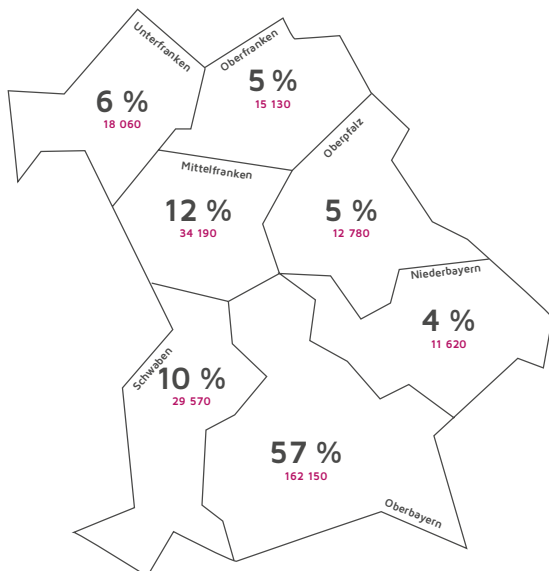 Unterfranken
6 %
18 060
Oberfranken
5 %
15 130
Mittelfranken
12 %
34 190
Oberpfalz
5 %
12 780
Niederbayern
4 %
11 620
Schwaben
10 %
29 570
57 %
162 150
Oberbayern